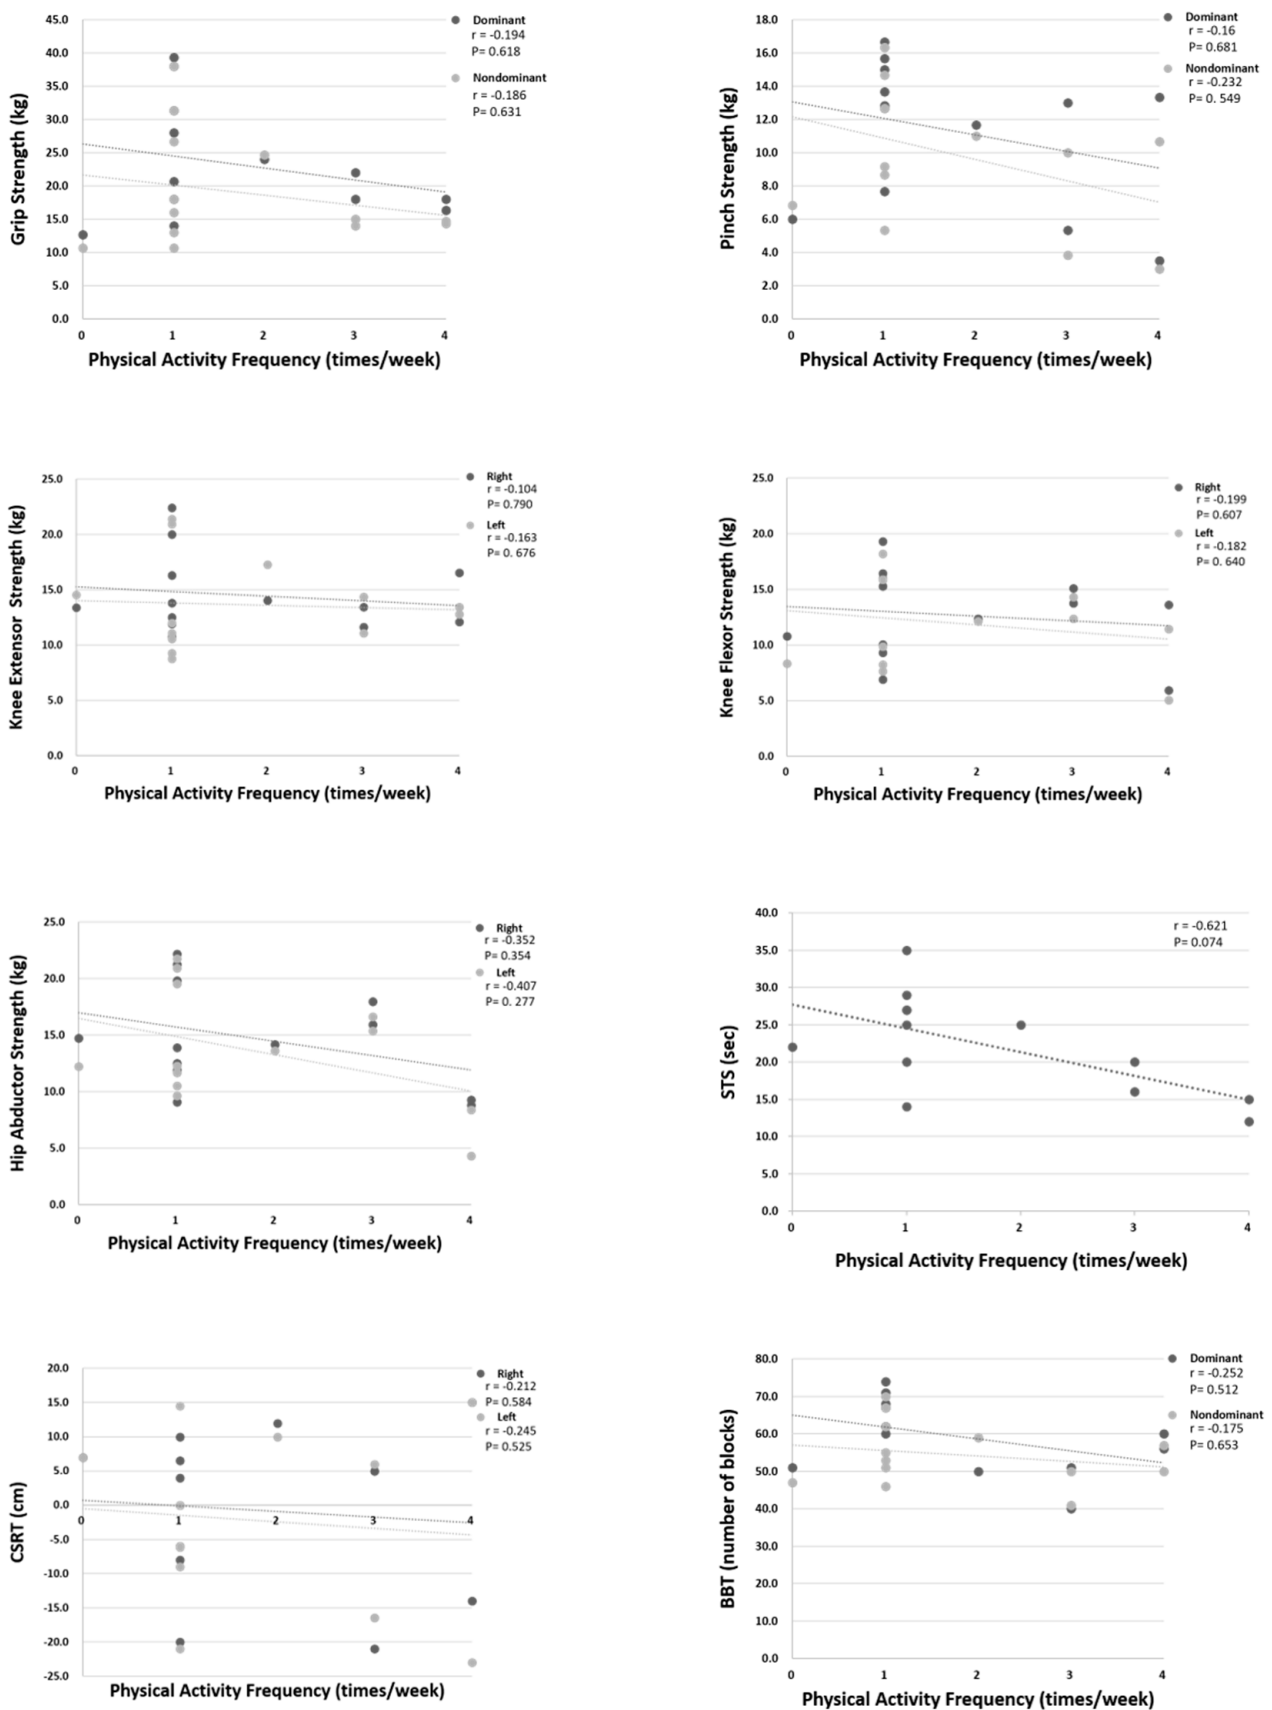 45.0
40.0
35.0
30.0
25.0
20.0
15.0
10.0
5.0
0.0
0 1 2 3 4
Grip Strength (kg)
Physical Activity Frequency (times/week)
Dominant
r = -0.194
P= 0.618
Nondominant
r = -0.186
P= 0.631
18.0
16.0
14.0
12.0
10.0
8.0
6.0
4.0
2.0
0.0
0 1 2 3 4
Pinch Strength (kg)
Physical Activity Frequency (times/week)
Dominant
r = -0.16
P= 0.681
Nondominant
r = -0.232
P= 0. 549
25.0
20.0
15.0
10.0
5.0
0.0
0 1 2 3 4
Knee Extensor Strength (kg)
Physical Activity Frequency (times/week)
Right
r = -0.104
P= 0.790
Left
r = -0.163
P= 0. 676
25.0
20.0
15.0
10.0
5.0
0.0
0 1 2 3 4
Knee Flexor Strength (kg)
Physical Activity Frequency (times/week)
Right
r = -0.199
P= 0.607
Left
r = -0.182
P= 0. 640
25.0
20.0
15.0
10.0
5.0
0.0
0 1 2 3 4
Hip Abductor Strength (kg)
Physical Activity Frequency (times/week)
Right
r = -0.352
P= 0.354
Left
r = -0.407
P= 0. 277
40.0
35.0
30.0
25.0
20.0
15.0
10.0
5.0
0.0
0 1 2 3 4
STS (sec)
Physical Activity Frequency (times/week)
r = -0.621
P= 0.074
20.0
15.0
10.0
5.0
0.0
-5.0
-10.0
-15.0
-20.0
-25.0
0 1 2 3 4
CSRT (cm)
Physical Activity Frequency (times/week)
Right
r = -0.212
P= 0.584
Left
r = -0.245
P= 0.525
80.0
70.0
60.0
50.0
40.0
30.0
20.0
10.0
0.0
0 1 2 3 4
BBT (number of blocks)
Physical Activity Frequency (times/week)
Dominant
r = -0.252
P= 0.512
Nondominant
r = -0.175
P= 0.653